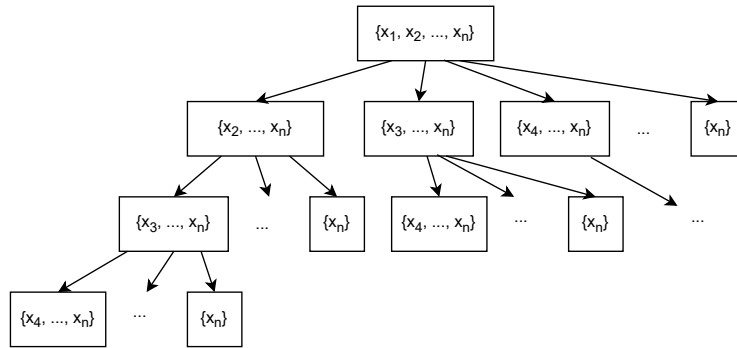 {x₁, x₂, ..., xₙ}
{x₂, ..., xₙ} {x₃, ..., xₙ} {x₄, ..., xₙ} ... {xₙ}
{x₃, ..., xₙ} ... {xₙ} {x₄, ..., xₙ} ... {xₙ} ...
{x₄, ..., xₙ} ... {xₙ}